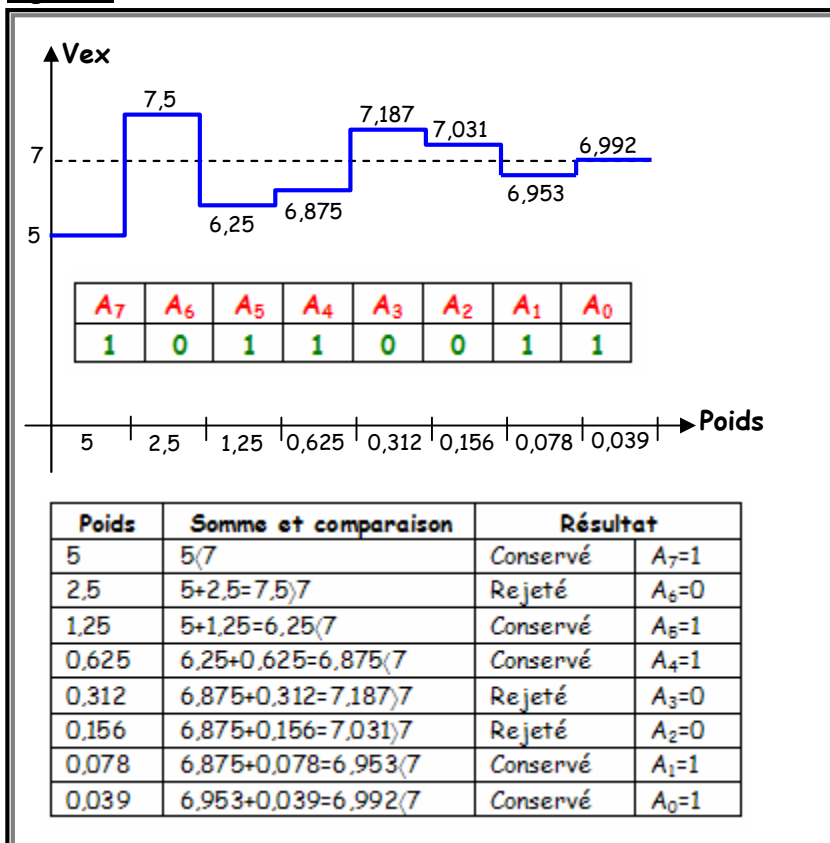 Vex
7,5
7,187
7,031
7
6,992
6,953
6,875
6,25
5
A₇ A₆ A₅ A₄ A₃ A₂ A₁ A₀
1 0 1 1 0 0 1 1
Poids
5 2,5 1,25 0,625 0,312 0,156 0,078 0,039
Poids Somme et comparaison Résultat
5 5⟨7 Conservé A₇=1
2,5 5+2,5=7,5⟩7 Rejeté A₆=0
1,25 5+1,25=6,25⟨7 Conservé A₅=1
0,625 6,25+0,625=6,875⟨7 Conservé A₄=1
0,312 6,875+0,312=7,187⟩7 Rejeté A₃=0
0,156 6,875+0,156=7,031⟩7 Rejeté A₂=0
0,078 6,875+0,078=6,953⟨7 Conservé A₁=1
0,039 6,953+0,039=6,992⟨7 Conservé A₀=1